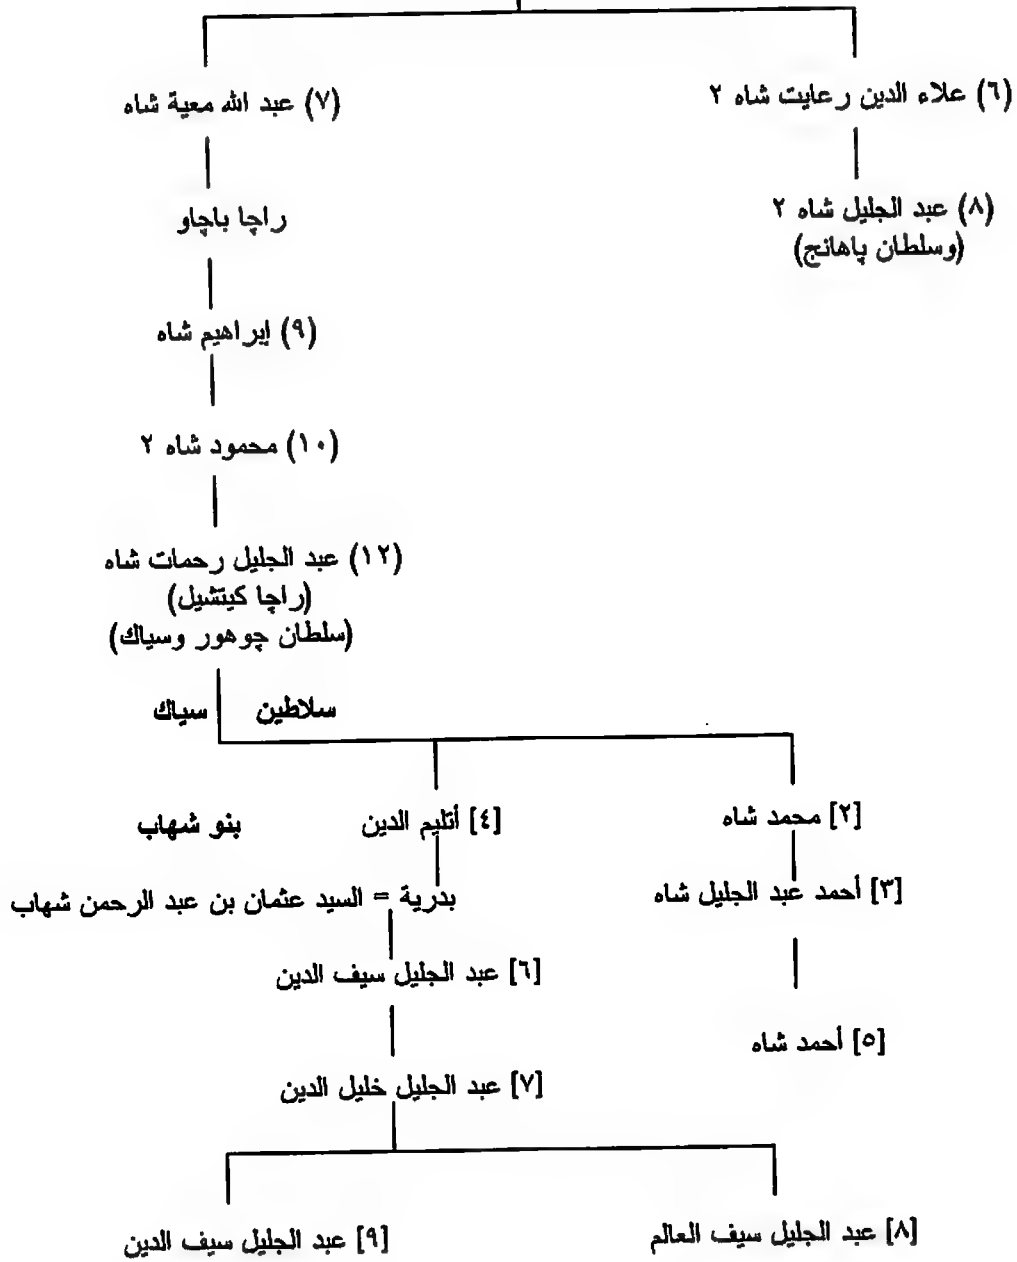 (٦) علاء الدين رعايت شاه ٢
(٧) عبد الله معية شاه
(٨) عبد الجليل شاه ٢
(وسلطان پاهانج)
راچا باچاو
(٩) إبراهيم شاه
(١٠) محمود شاه ٢
(١٢) عبد الجليل رحمات شاه
(راچا كيتشيل)
(سلطان چوهور وسياك)
سلاطين سياك
[٢] محمد شاه
[٤] أتليم الدين
بنو شهاب
[٣] أحمد عبد الجليل شاه
بدرية = السيد عثمان بن عبد الرحمن شهاب
[٦] عبد الجليل سيف الدين
[٥] أحمد شاه
[٧] عبد الجليل خليل الدين
[٨] عبد الجليل سيف العالم
[٩] عبد الجليل سيف الدين